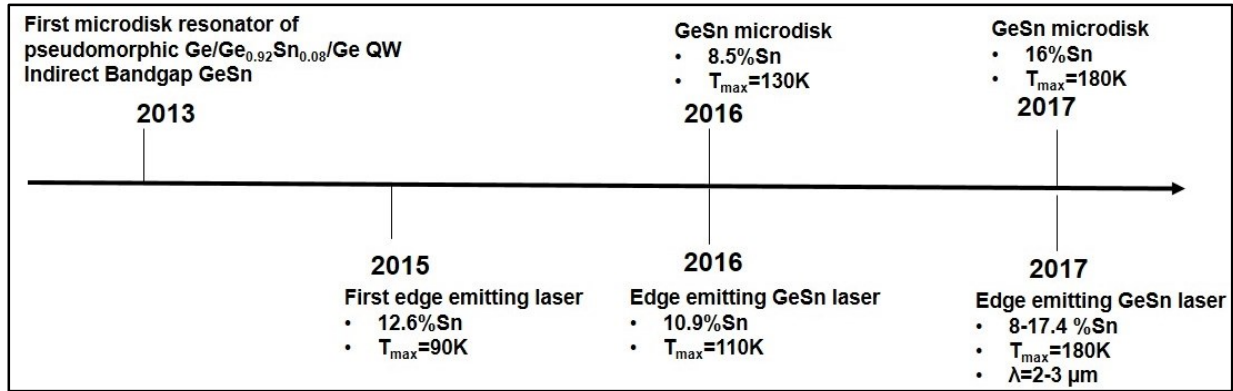 First microdisk resonator of
pseudomorphic Ge/Ge₀.₉₂Sn₀.₀₈/Ge QW
Indirect Bandgap GeSn
2013
GeSn microdisk
• 8.5%Sn
• Tmax=130K
2016
GeSn microdisk
• 16%Sn
• Tmax=180K
2017
2015
First edge emitting laser
• 12.6%Sn
• Tmax=90K
2016
Edge emitting GeSn laser
• 10.9%Sn
• Tmax=110K
2017
Edge emitting GeSn laser
• 8-17.4 %Sn
• Tmax=180K
• λ=2-3 μm